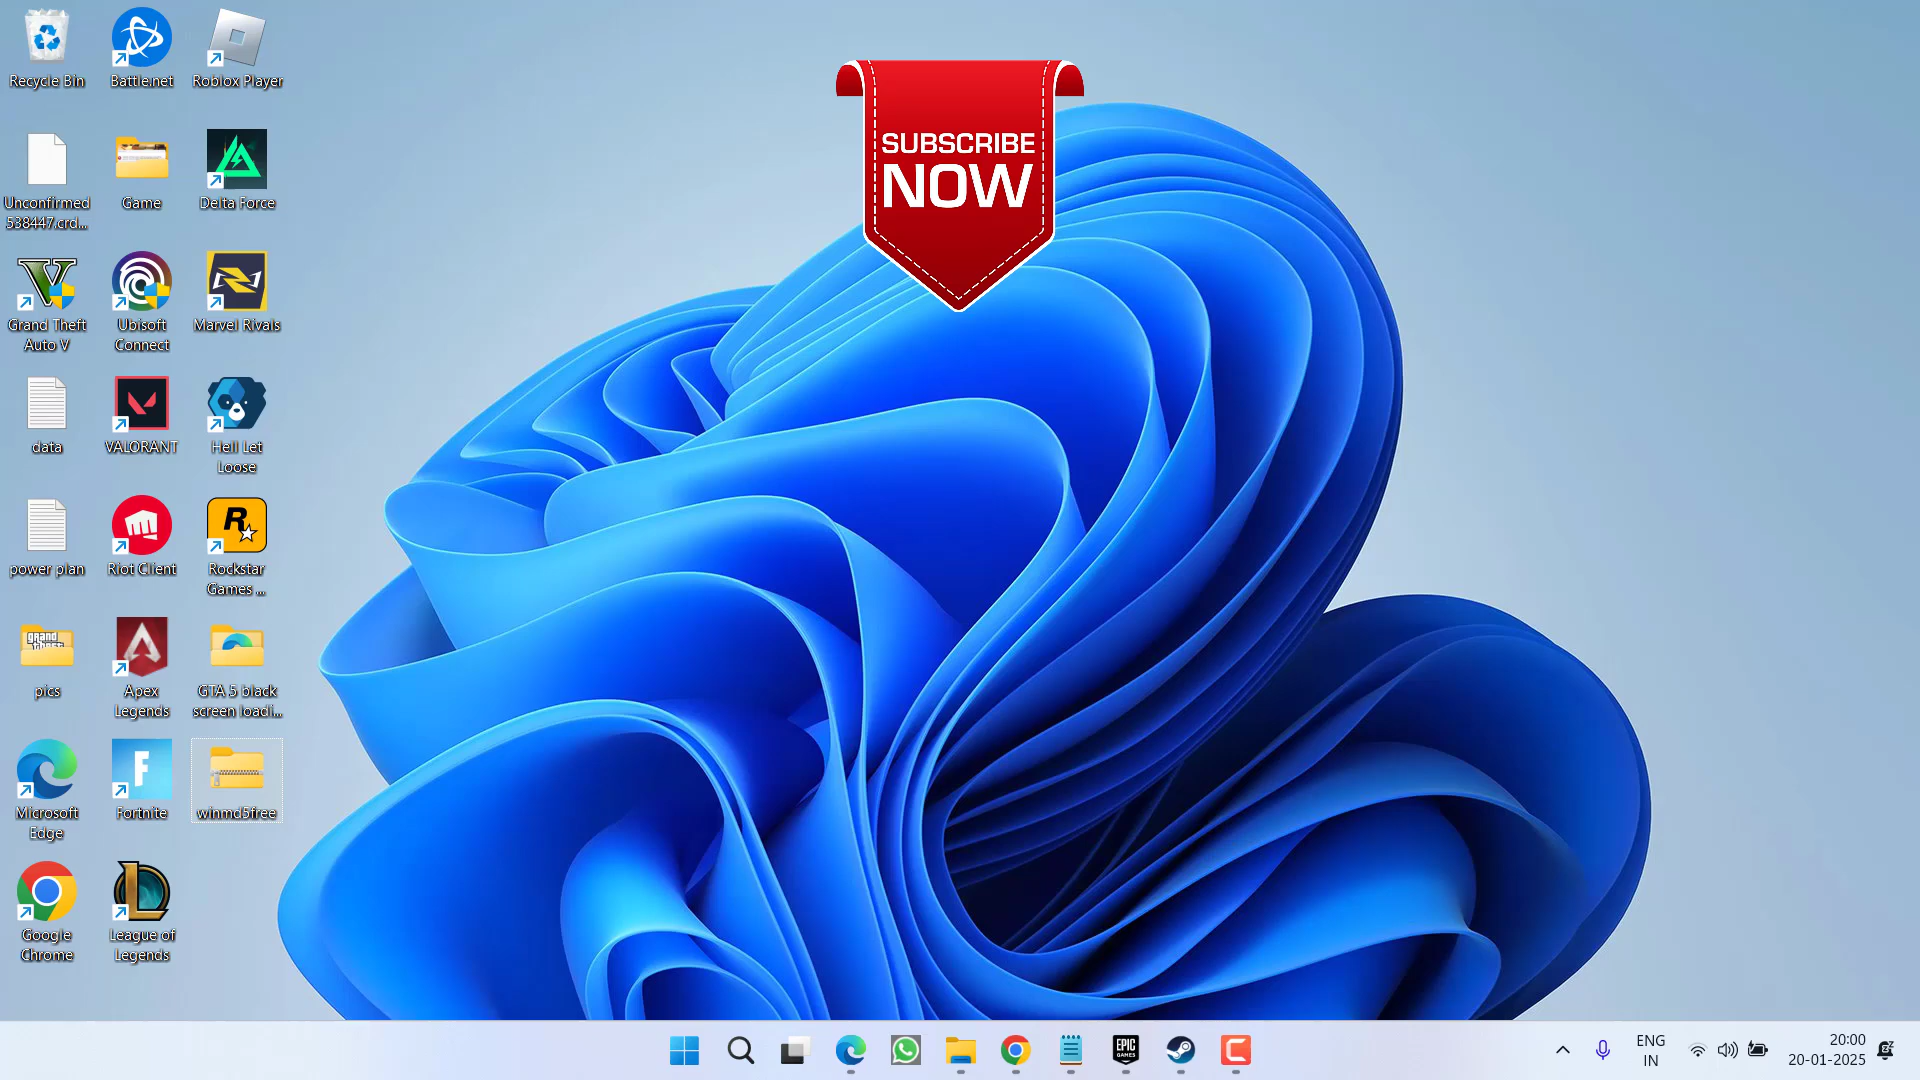 Recycle Bin
Battle.net
Roblox Player
Unconfirmed
538447.crd...
Game
Delta Force
Grand Theft
Auto V
Ubisoft
Connect
Marvel Rivals
data
VALORANT
Hell Let
Loose
power plan
Riot Client
Rockstar
Games ...
pics
Apex
Legends
GTA 5 black
screen loadi...
Microsoft
Edge
Fortnite
winmd5free
Google
Chrome
League of
Legends
SUBSCRIBE
NOW
EPIC
GAMES
ENG
IN
20:00
20-01-2025